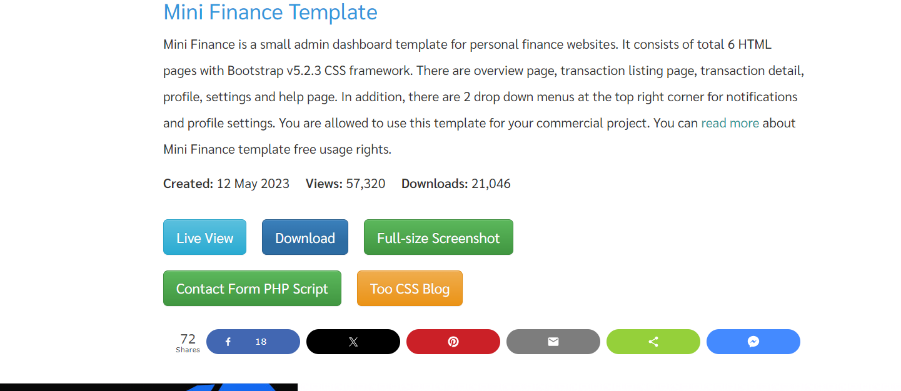 Mini Finance Template
Mini Finance is a small admin dashboard template for personal finance websites. It consists of total 6 HTML
pages with Bootstrap v5.2.3 CSS framework. There are overview page, transaction listing page, transaction detail,
profile, settings and help page. In addition, there are 2 drop down menus at the top right corner for notifications
and profile settings. You are allowed to use this template for your commercial project. You can read more about
Mini Finance template free usage rights.
Created: 12 May 2023 Views: 57,320 Downloads: 21,046
Live View Download Full-size Screenshot
Contact Form PHP Script Too CSS Blog
72
Shares
18